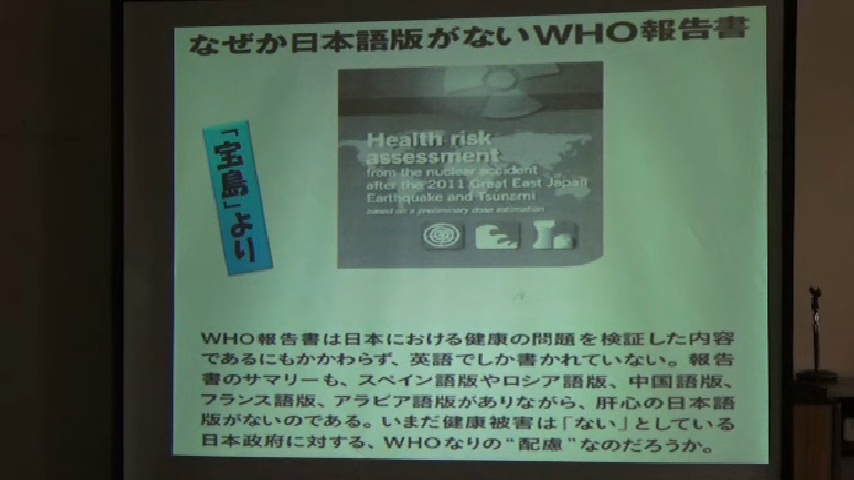 なぜか日本語版がないWHO報告書
「宝島」より
Health risk
assessment
from the nuclear accident
after the 2011 Great East Japan
Earthquake and Tsunami
based on a preliminary dose estimation
WHO報告書は日本における健康の問題を検証した内容
であるにもかかわらず、英語でしか書かれていない。報告
書のサマリーも、スペイン語版やロシア語版、中国語版、
フランス語版、アラビア語版がありながら、肝心の日本語
版がないのである。いまだ健康被害は「ない」としている
日本政府に対する、WHOなりの“配慮”なのだろうか。